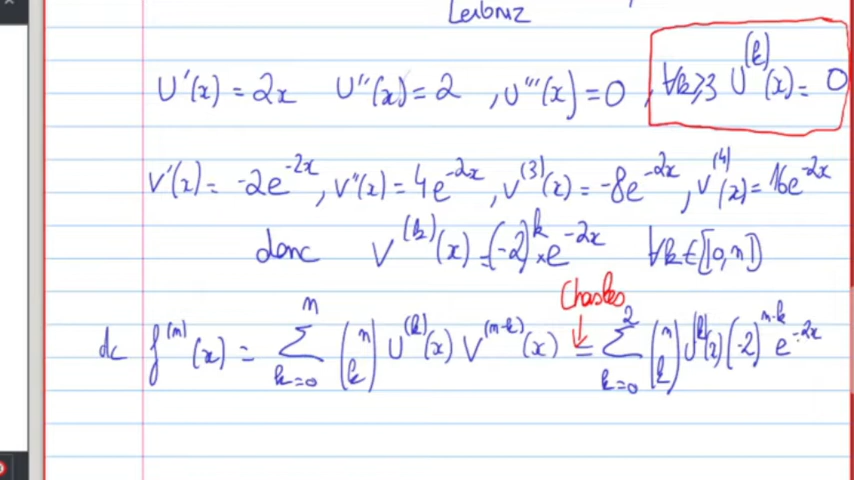 Leibniz
U'(x) = 2x U''(x) = 2 , U'''(x) = 0 , ∀k⩾3 U^(k)(x) = 0
V'(x) = -2e^-2x , V''(x) = 4e^-2x , V^(3)(x) = -8e^-2x , V^(4)(x) = 16e^-2x
donc V^(k)(x) = (-2)^k × e^-2x ∀k∈[[0,n]]
Chasles
dc f^(n)(x) = Σ_{k=0}^{n} (n k) U^(k)(x) V^(n-k)(x) = Σ_{k=0}^{2} (n k) U^(k)(x) (-2)^n-k e^-2x